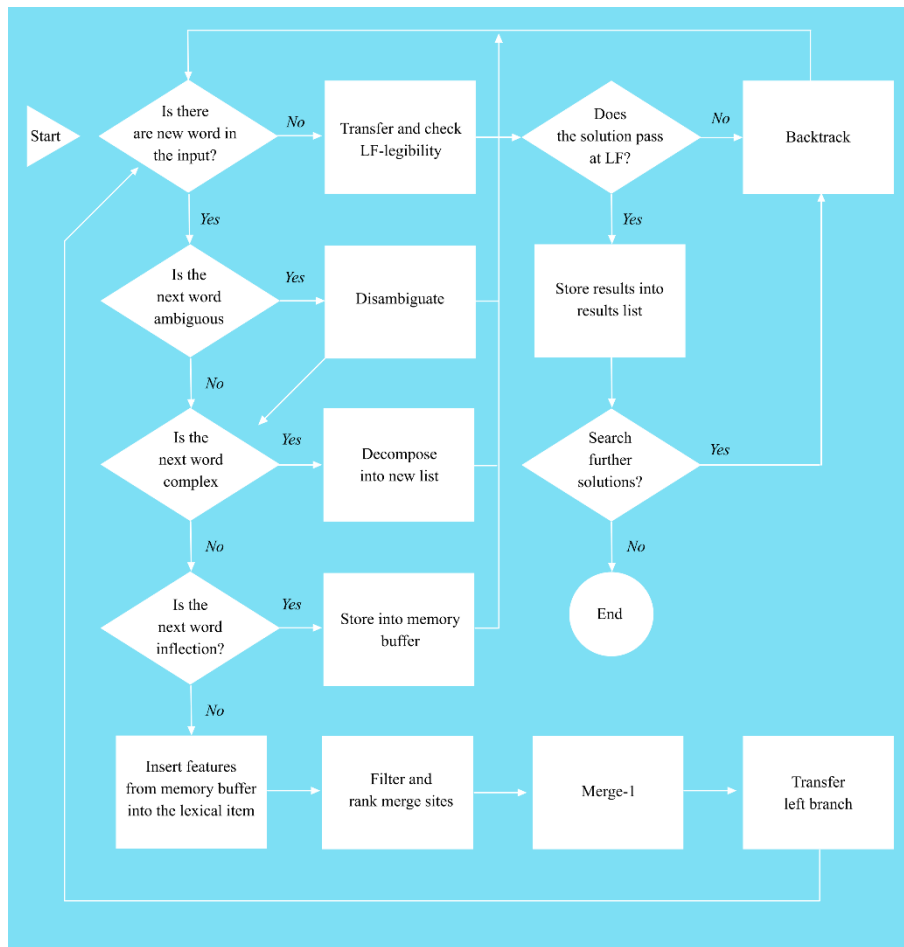 Start
Is there
are new word in
the input?
No
Transfer and check
LF-legibility
Does
the solution pass
at LF?
No
Backtrack
Yes
Yes
Is the
next word
ambiguous
Yes
Disambiguate
Store results into
results list
No
Is the
next word
complex
Yes
Decompose
into new list
Search
further
solutions?
Yes
No
No
Is the
next word
inflection?
Yes
Store into memory
buffer
End
No
Insert features
from memory buffer
into the lexical item
Filter and
rank merge sites
Merge-1
Transfer
left branch